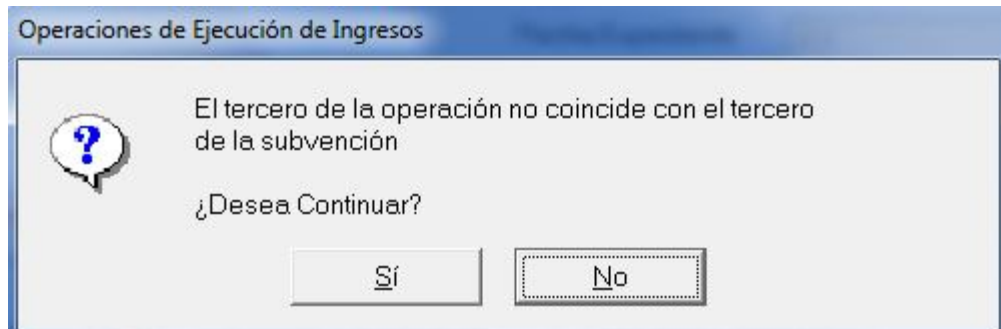 Operaciones de Ejecución de Ingresos
El tercero de la operación no coincide con el tercero
de la subvención
¿Desea Continuar?
Sí
No